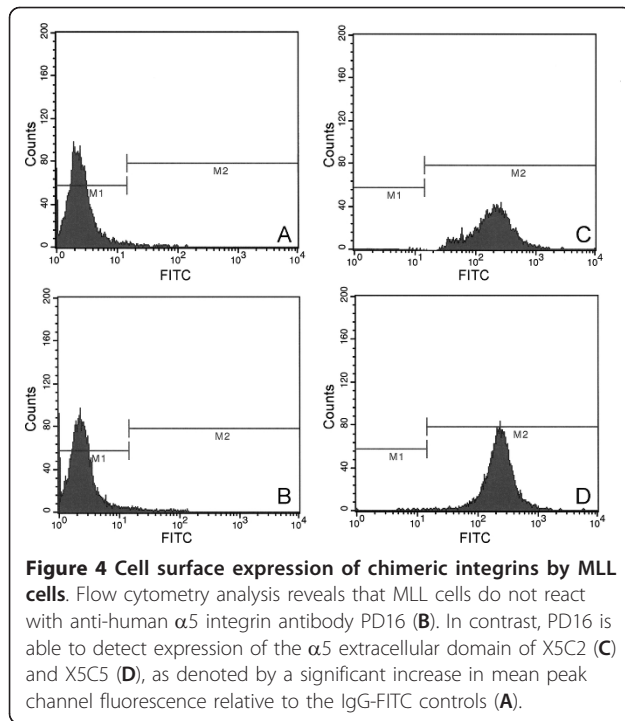 200
160
120
Counts
80
40
0
M1
M2
A
10^0 10^1 10^2 10^3 10^4
FITC
200
160
120
Counts
80
40
0
M1
M2
C
10^0 10^1 10^2 10^3 10^4
FITC
200
160
120
Counts
80
40
0
M1
M2
B
10^0 10^1 10^2 10^3 10^4
FITC
200
160
120
Counts
80
40
0
M2
M1
D
10^0 10^1 10^2 10^3 10^4
FITC
Figure 4 Cell surface expression of chimeric integrins by MLL
cells. Flow cytometry analysis reveals that MLL cells do not react
with anti-human α5 integrin antibody PD16 (B). In contrast, PD16 is
able to detect expression of the α5 extracellular domain of X5C2 (C)
and X5C5 (D), as denoted by a significant increase in mean peak
channel fluorescence relative to the IgG-FITC controls (A).